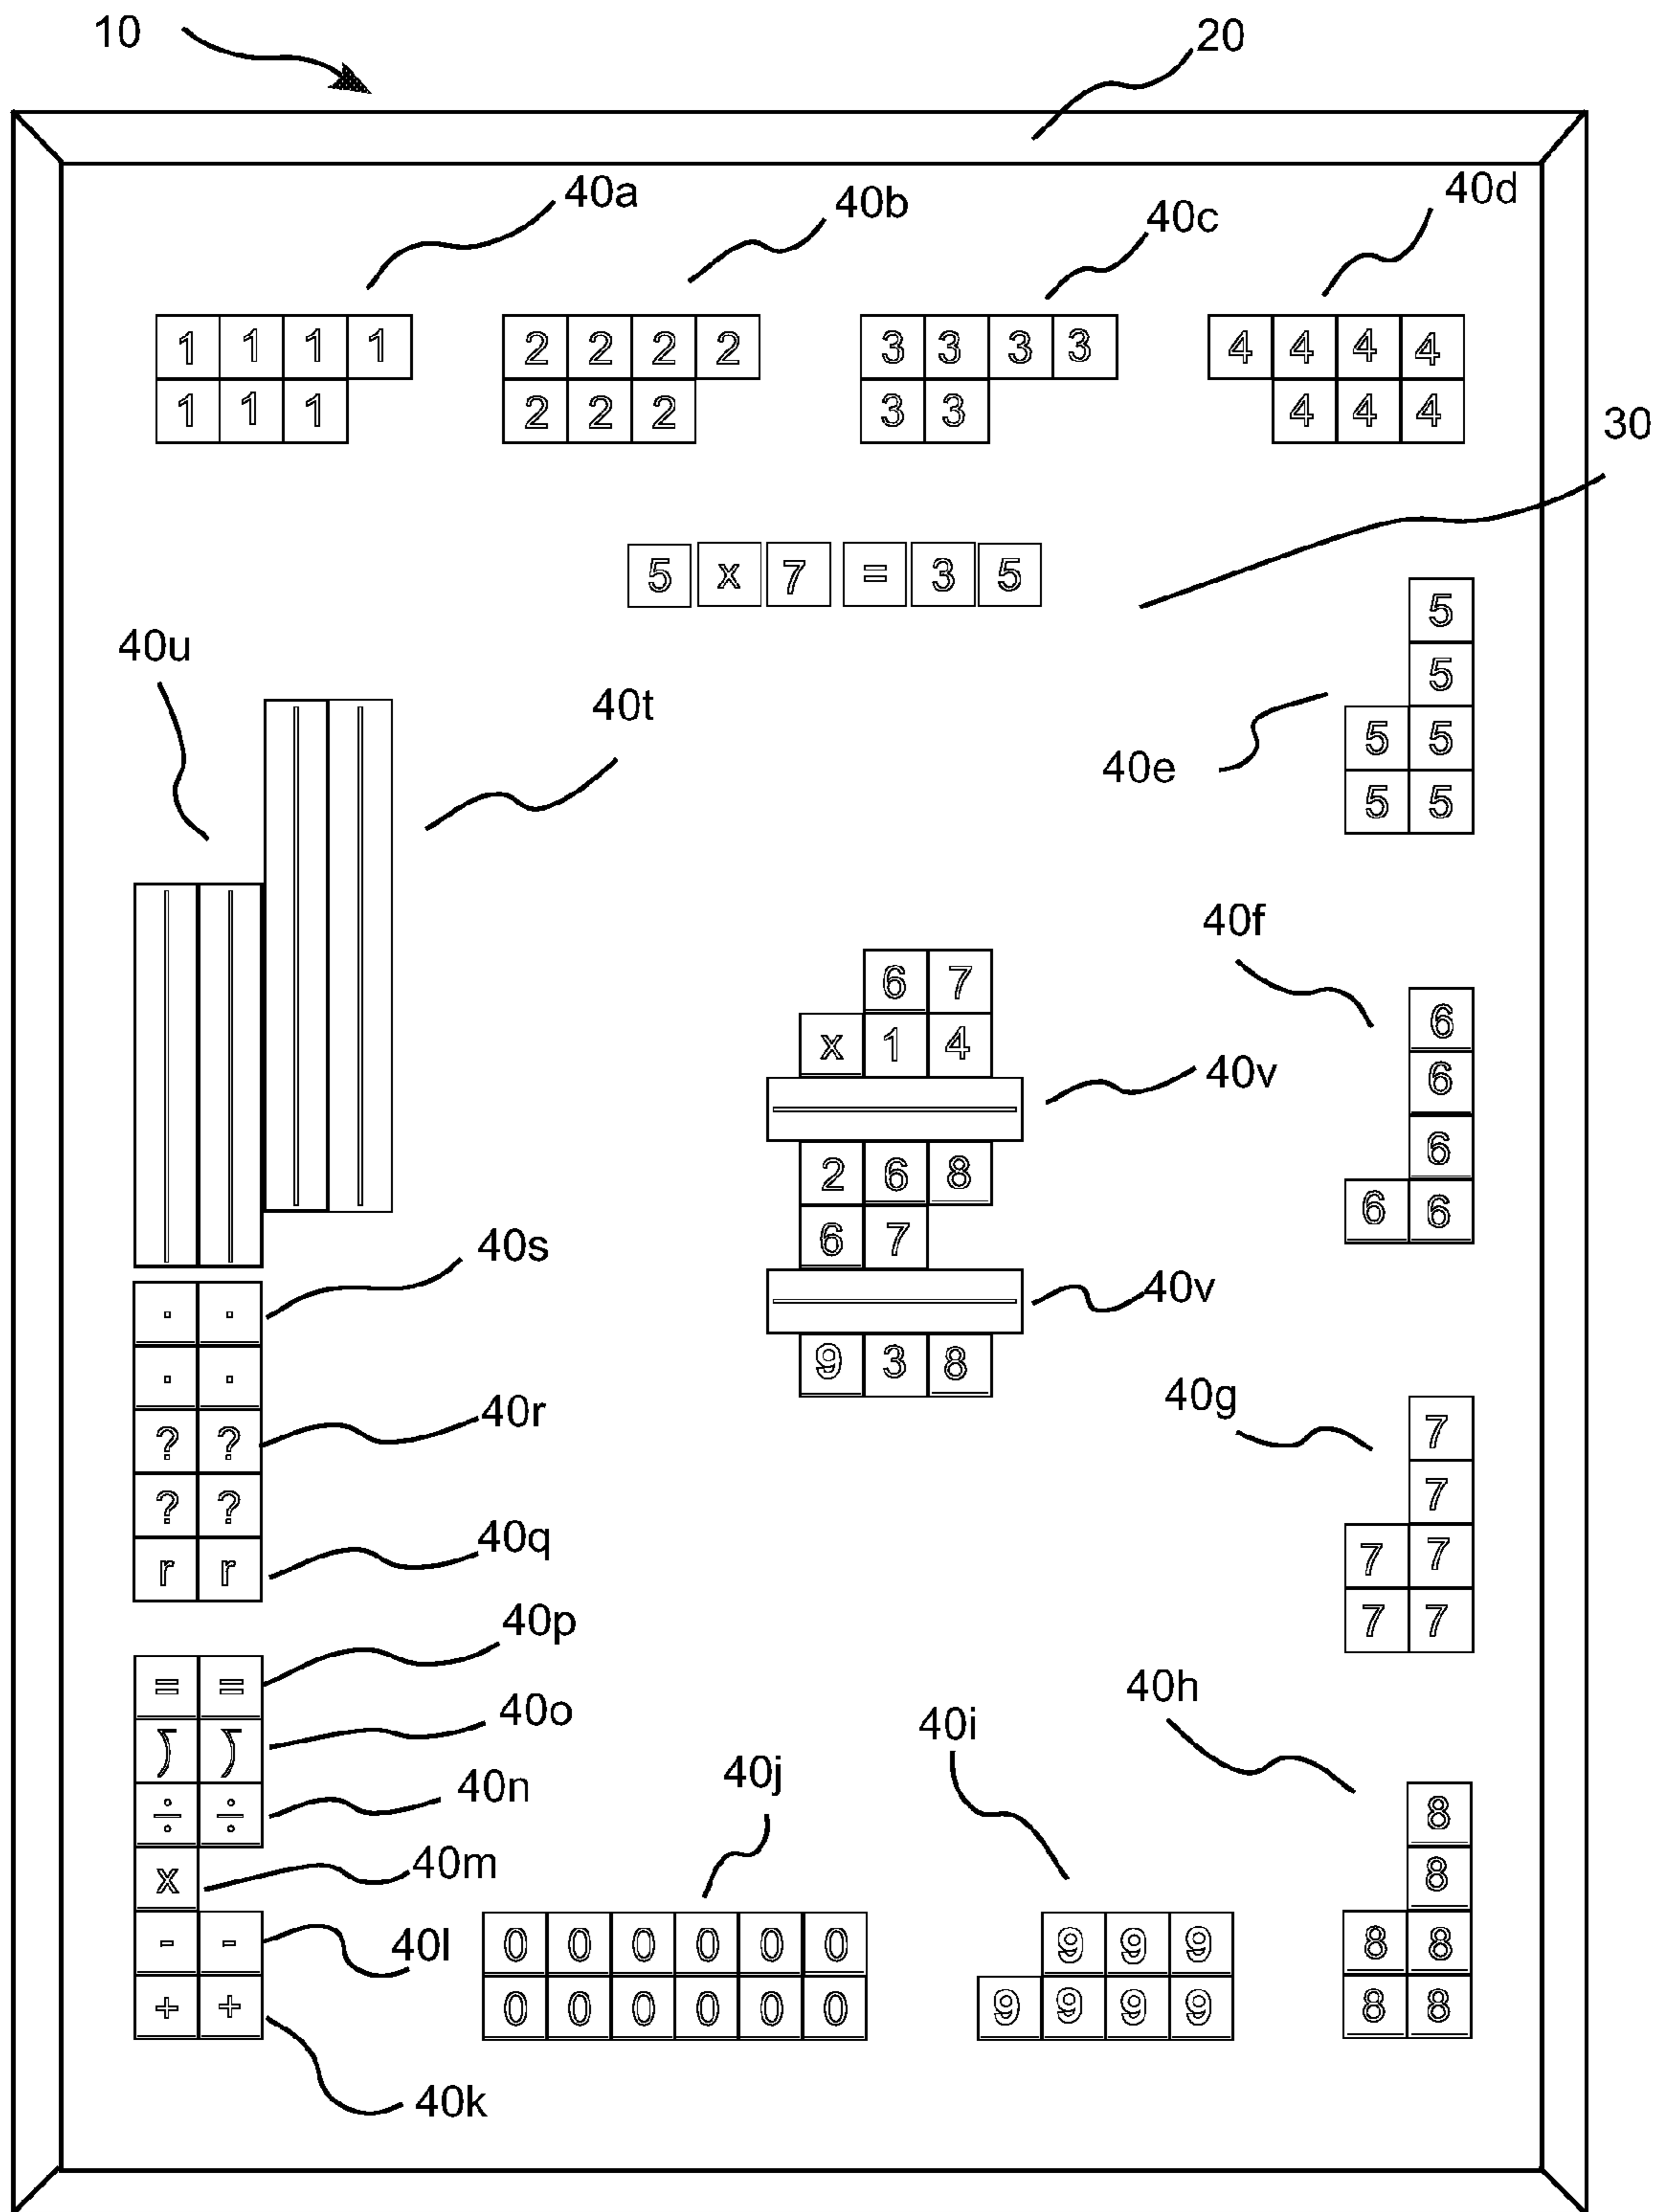 10
20
40a
40b
40c
40d
1 1 1 1
1 1 1
2 2 2 2
2 2 2
3 3 3 3
3 3
4 4 4 4
4 4 4
30
5 x 7 = 3 5
40e
5
5
5 5
5 5
40u
40t
6 7
x 1 4
40v
2 6 8
6 7
40v
9 3 8
40f
6
6
6
6 6
40s
. .
. .
40r
? ?
? ?
40q
r r
40g
7
7
7 7
7 7
40p
= =
40o
) )
40n
÷ ÷
40m
x
40l
- -
+ +
40k
40j
0 0 0 0 0 0
0 0 0 0 0 0
40i
9 9 9
9 9 9 9
40h
8
8
8 8
8 8